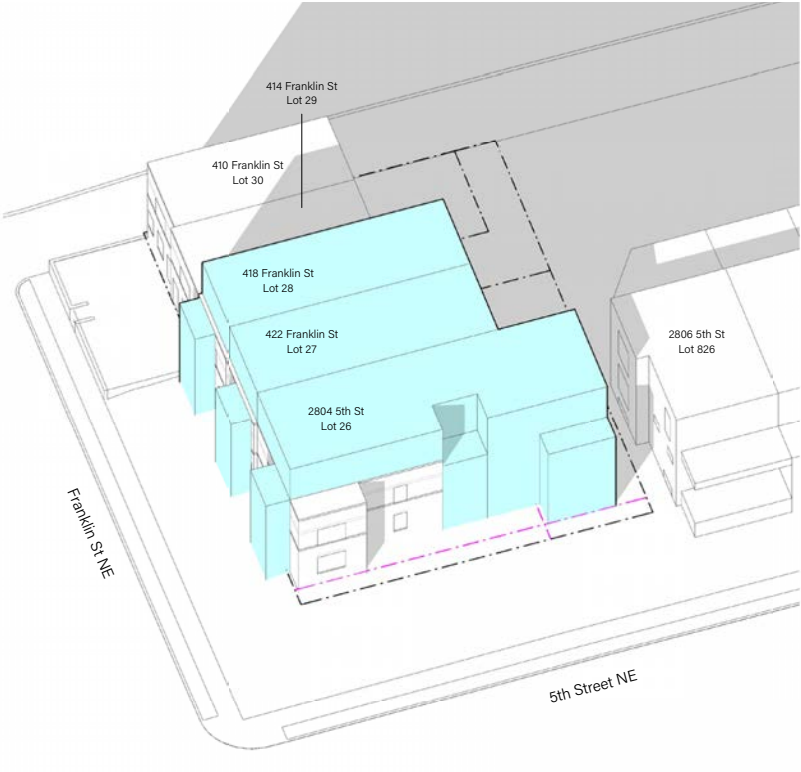 414 Franklin St
Lot 29
410 Franklin St
Lot 30
418 Franklin St
Lot 28
422 Franklin St
Lot 27
2806 5th St
Lot 826
2804 5th St
Lot 26
Franklin St NE
5th Street NE